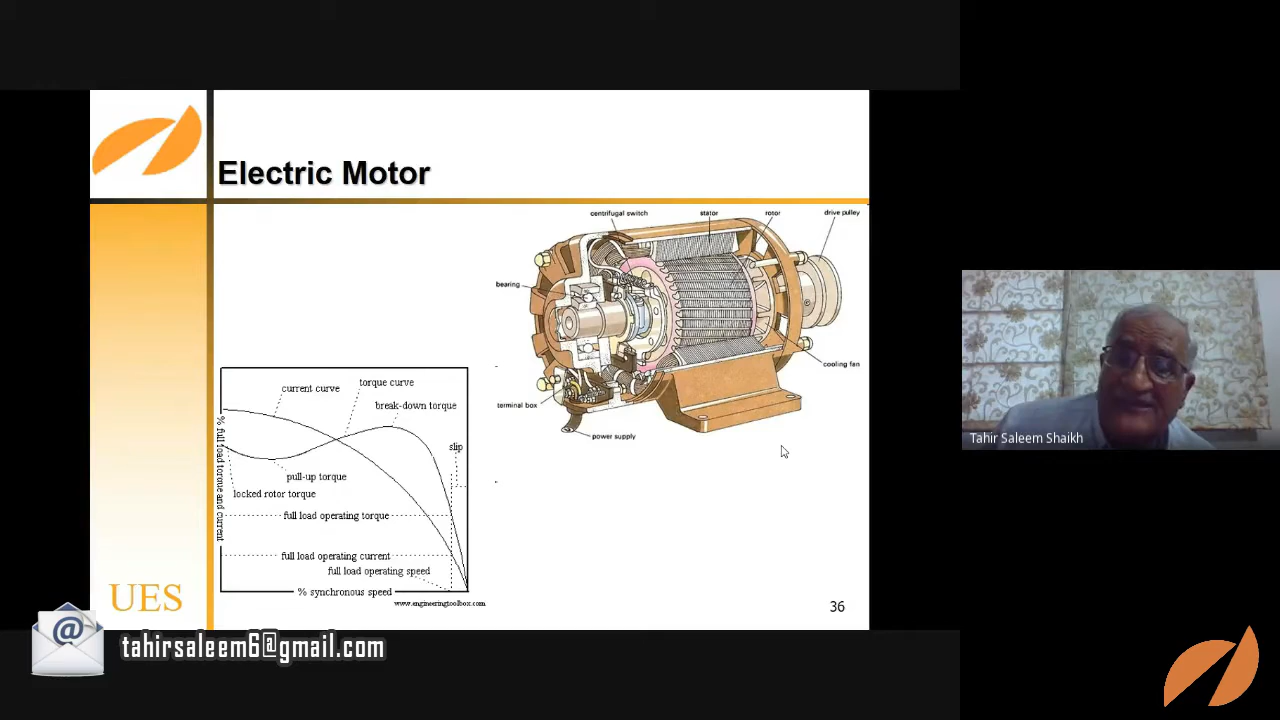 Electric Motor
centrifugal switch
stator
rotor
drive pulley
bearing
cooling fan
terminal box
power supply
current curve
torque curve
break-down torque
slip
pull-up torque
locked rotor torque
% full load torque and current
full load operating torque
full load operating current
full load operating speed
% synchronous speed
www.engineeringtoolbox.com
UES
36
tahirsaleem6@gmail.com
Tahir Saleem Shaikh